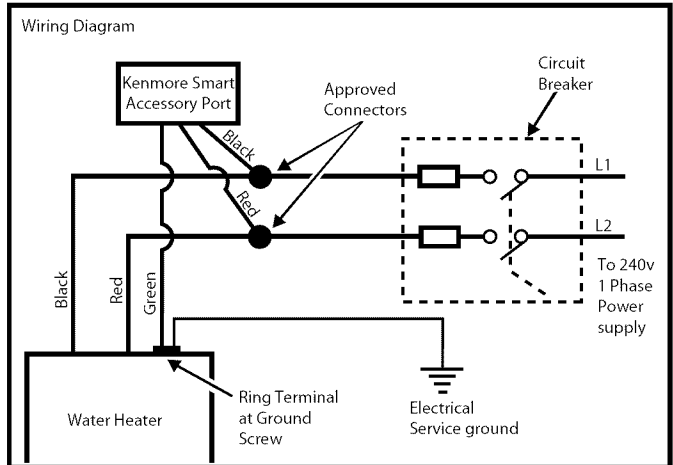 Wiring Diagram
Kenmore Smart
Accessory Port
Approved
Connectors
Circuit
Breaker
Black
Red
L1
L2
Black
Red
Green
To 240v
1 Phase
Power
supply
Ring Terminal
at Ground
Screw
Electrical
Service ground
Water Heater